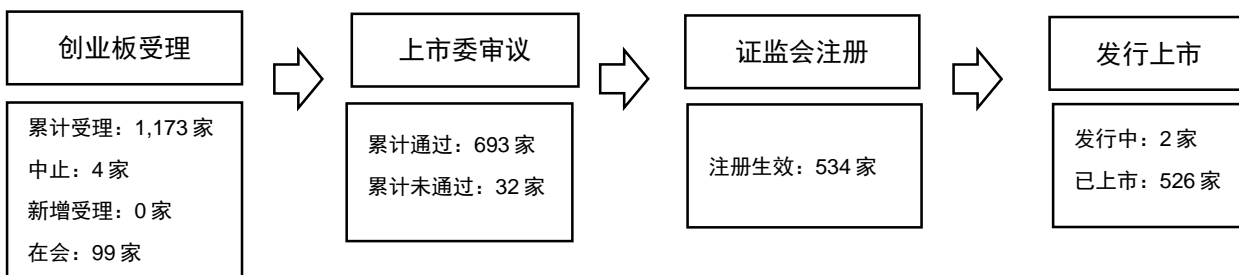 创业板受理
累计受理：1,173 家
中止：4 家
新增受理：0 家
在会：99 家
上市委审议
累计通过：693 家
累计未通过：32 家
证监会注册
注册生效：534 家
发行上市
发行中：2 家
已上市：526 家